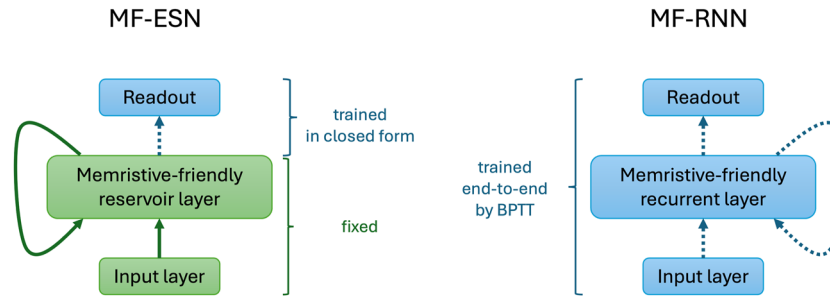 MF-ESN
Readout
trained
in closed form
Memristive-friendly
reservoir layer
fixed
Input layer
MF-RNN
Readout
trained
end-to-end
by BPTT
Memristive-friendly
recurrent layer
Input layer